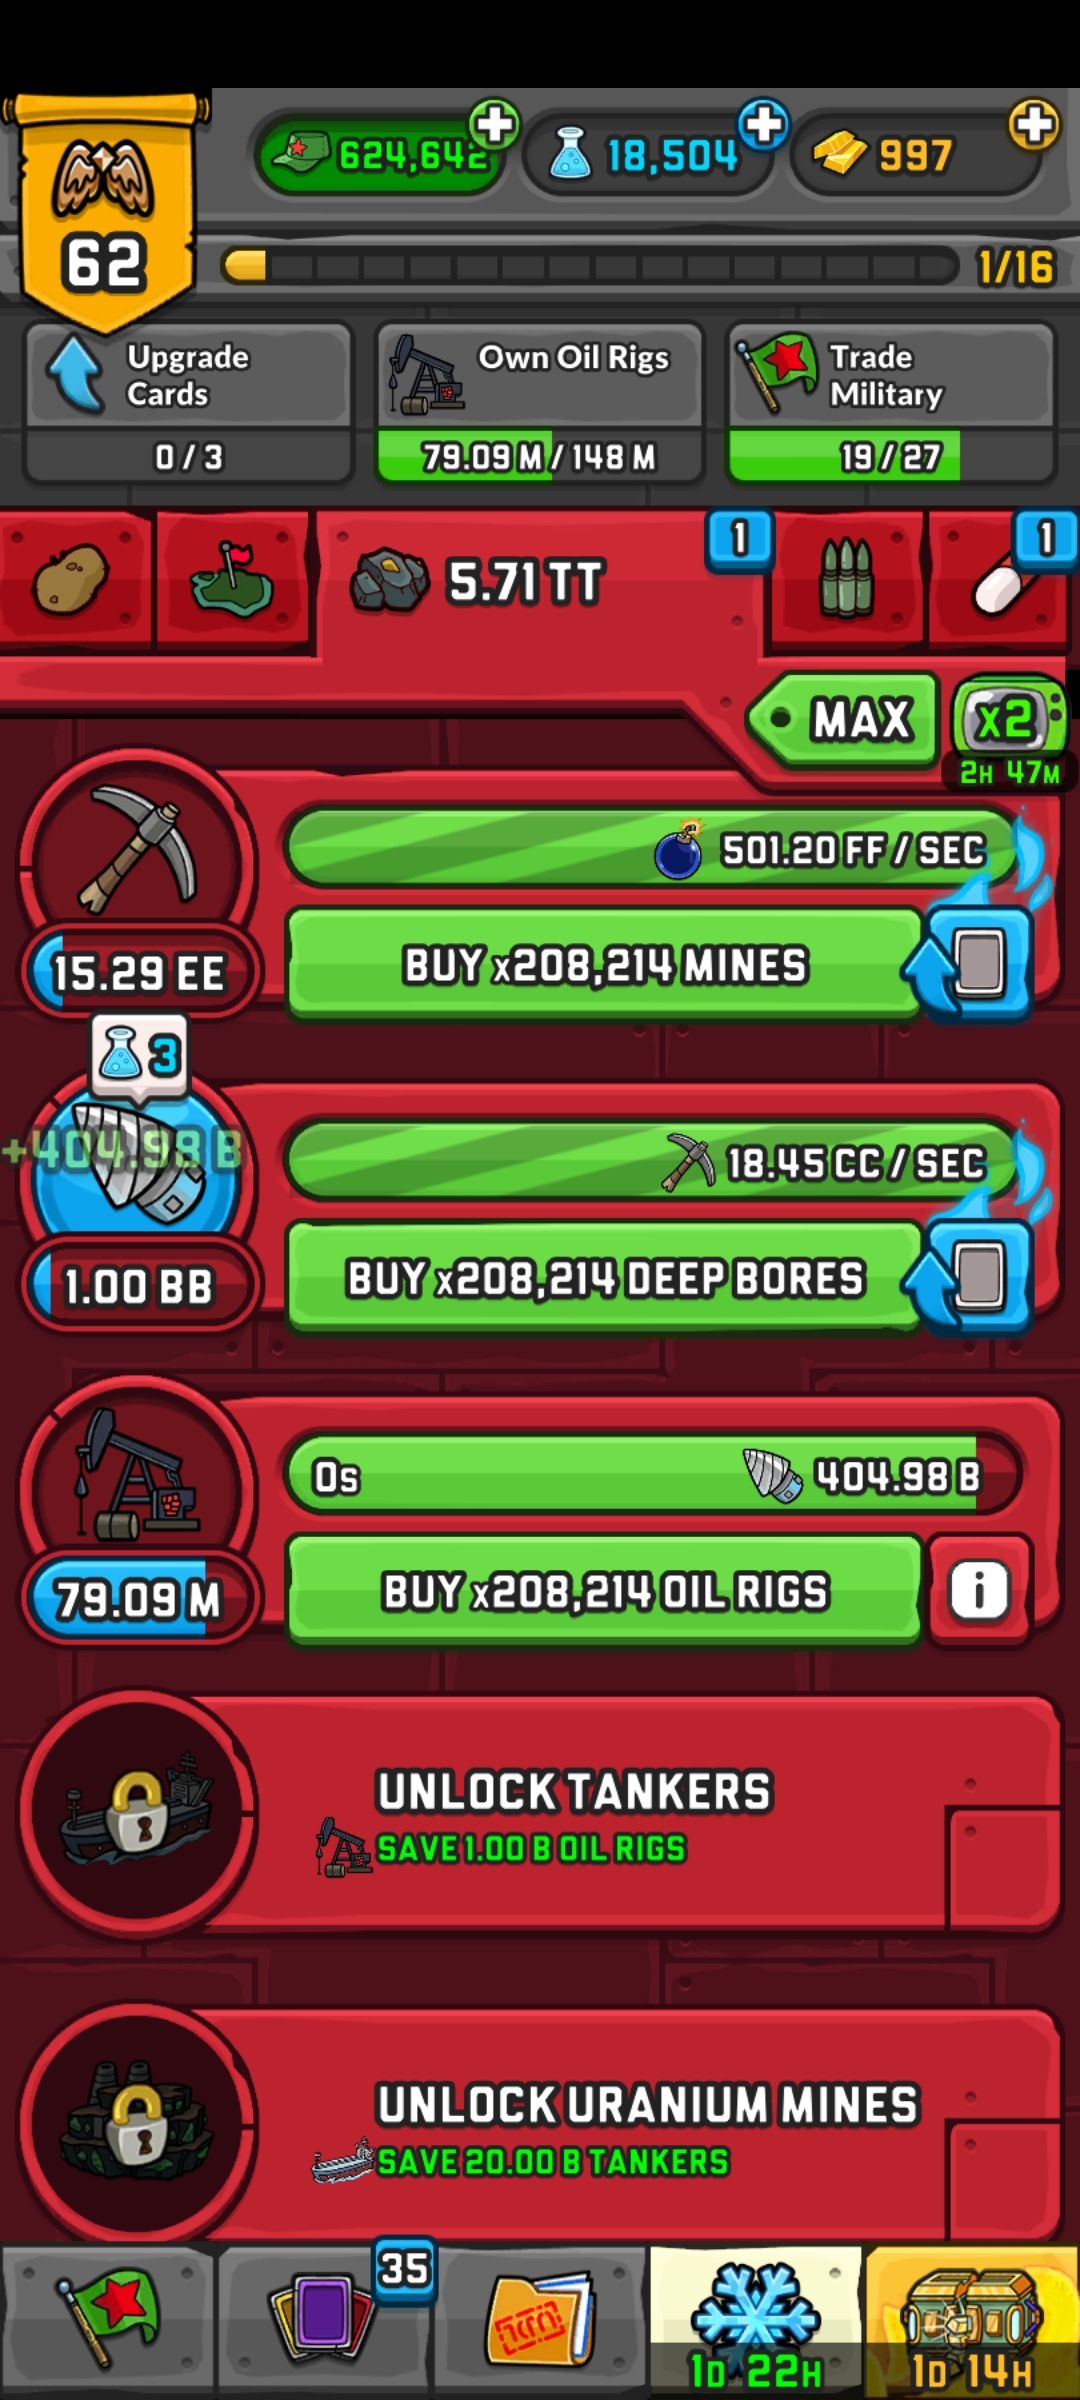 624,642
18,504
997
62
1/16
Upgrade
Cards
Own Oil Rigs
Trade
Military
0 / 3
79.09 M / 148 M
19 / 27
5.71 TT
1
1
MAX
x2
2H 47M
501.20 FF / SEC
15.29 EE
BUY x208,214 MINES
3
+404.98 B
18.45 CC / SEC
1.00 BB
BUY x208,214 DEEP BORES
0s
404.98 B
79.09 M
BUY x208,214 OIL RIGS
i
UNLOCK TANKERS
SAVE 1.00 B OIL RIGS
UNLOCK URANIUM MINES
SAVE 20.00 B TANKERS
35
1D 22H
1D 14H